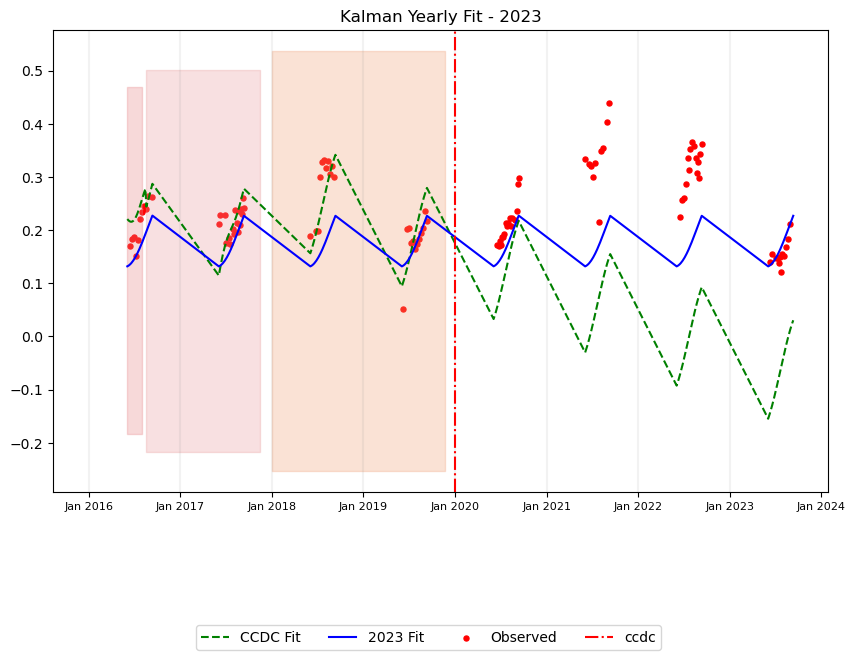 Kalman Yearly Fit - 2023
0.5
0.4
0.3
0.2
0.1
0.0
−0.1
−0.2
Jan 2016 Jan 2017 Jan 2018 Jan 2019 Jan 2020 Jan 2021 Jan 2022 Jan 2023 Jan 2024
CCDC Fit 2023 Fit Observed ccdc